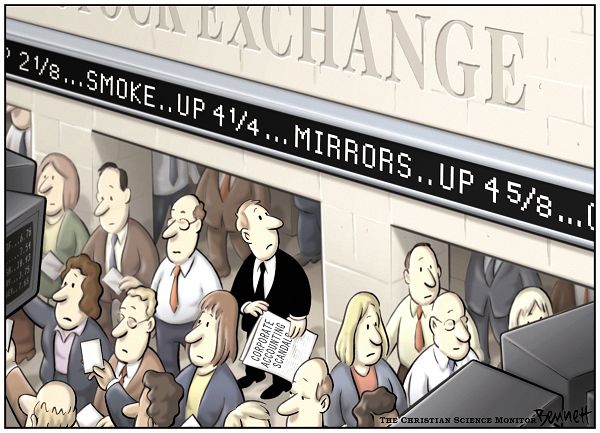 STOCK EXCHANGE
2 1/8...SMOKE..UP 4 1/4...MIRRORS..UP 4 5/8...
CORPORATE
ACCOUNTING
SCANDAL
THE CHRISTIAN SCIENCE MONITOR
Bennett